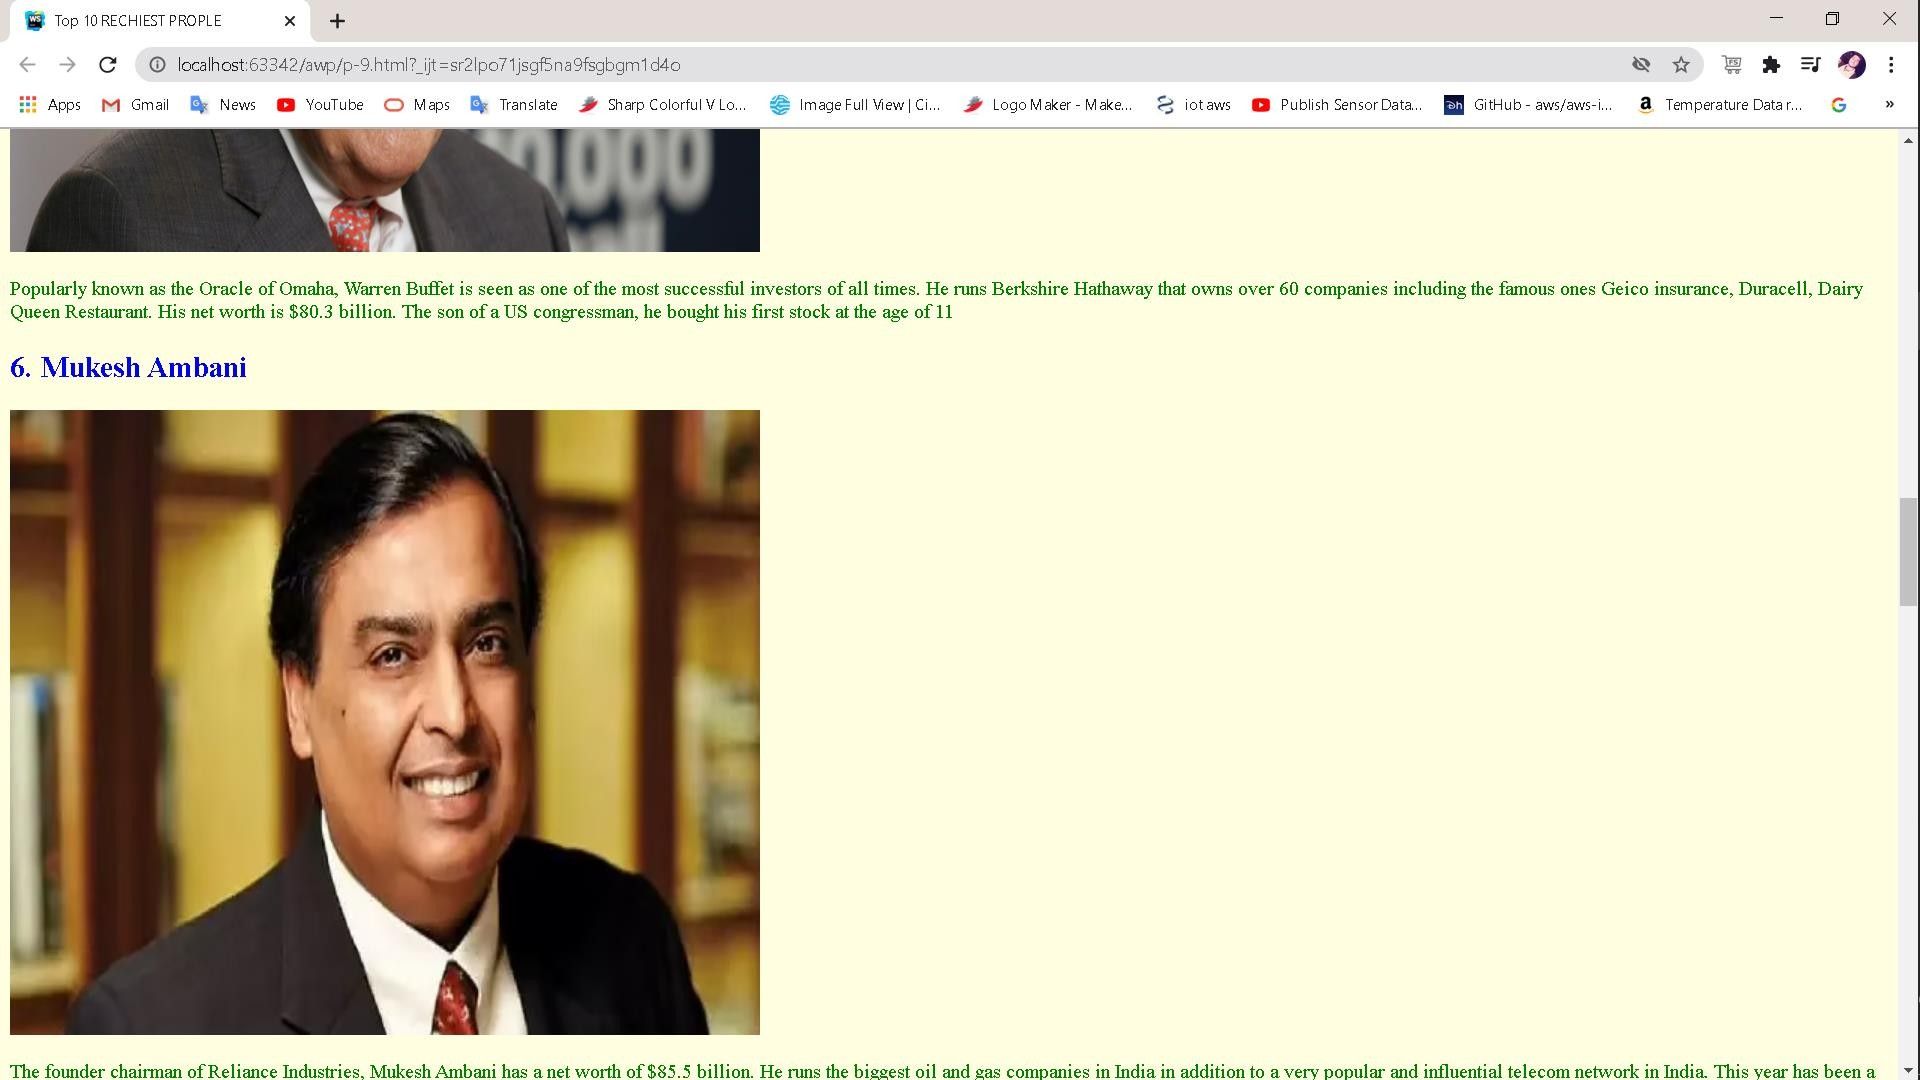 Top 10 RECHIEST PROPLE
localhost:63342/awp/p-9.html?_ijt=sr2lpo71jsgf5na9fsgbgm1d4o
Apps Gmail News YouTube Maps Translate Sharp Colorful V Lo... Image Full View | Ci... Logo Maker - Make... iot aws Publish Sensor Data... GitHub - aws/aws-i... Temperature Data r... »
0,000
Popularly known as the Oracle of Omaha, Warren Buffet is seen as one of the most successful investors of all times. He runs Berkshire Hathaway that owns over 60 companies including the famous ones Geico insurance, Duracell, Dairy
Queen Restaurant. His net worth is $80.3 billion. The son of a US congressman, he bought his first stock at the age of 11
6. Mukesh Ambani
The founder chairman of Reliance Industries, Mukesh Ambani has a net worth of $85.5 billion. He runs the biggest oil and gas companies in India in addition to a very popular and influential telecom network in India. This year has been a